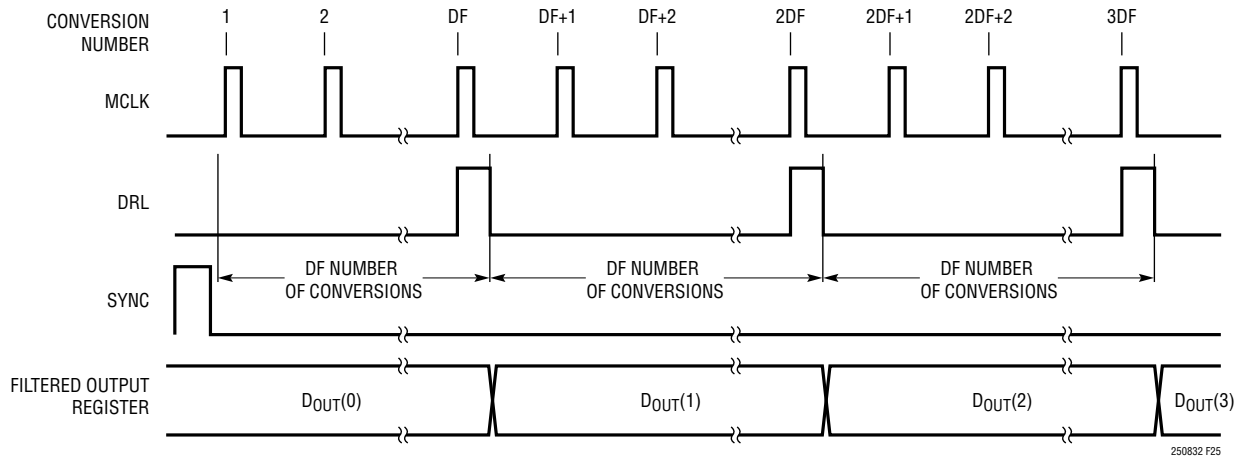 CONVERSION
NUMBER
1 2 DF DF+1 DF+2 2DF 2DF+1 2DF+2 3DF
MCLK
DRL
DF NUMBER
OF CONVERSIONS
DF NUMBER
OF CONVERSIONS
DF NUMBER
OF CONVERSIONS
SYNC
FILTERED OUTPUT
REGISTER
DOUT(0) DOUT(1) DOUT(2) DOUT(3)
250832 F25